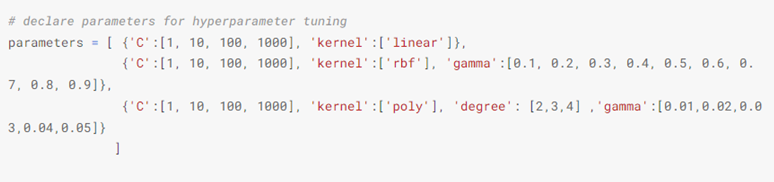 # declare parameters for hyperparameter tuning
parameters = [ {'C':[1, 10, 100, 1000], 'kernel':['linear']},
               {'C':[1, 10, 100, 1000], 'kernel':['rbf'], 'gamma':[0.1, 0.2, 0.3, 0.4, 0.5, 0.6, 0.
7, 0.8, 0.9]},
               {'C':[1, 10, 100, 1000], 'kernel':['poly'], 'degree': [2,3,4] ,'gamma':[0.01,0.02,0.0
3,0.04,0.05]}
              ]